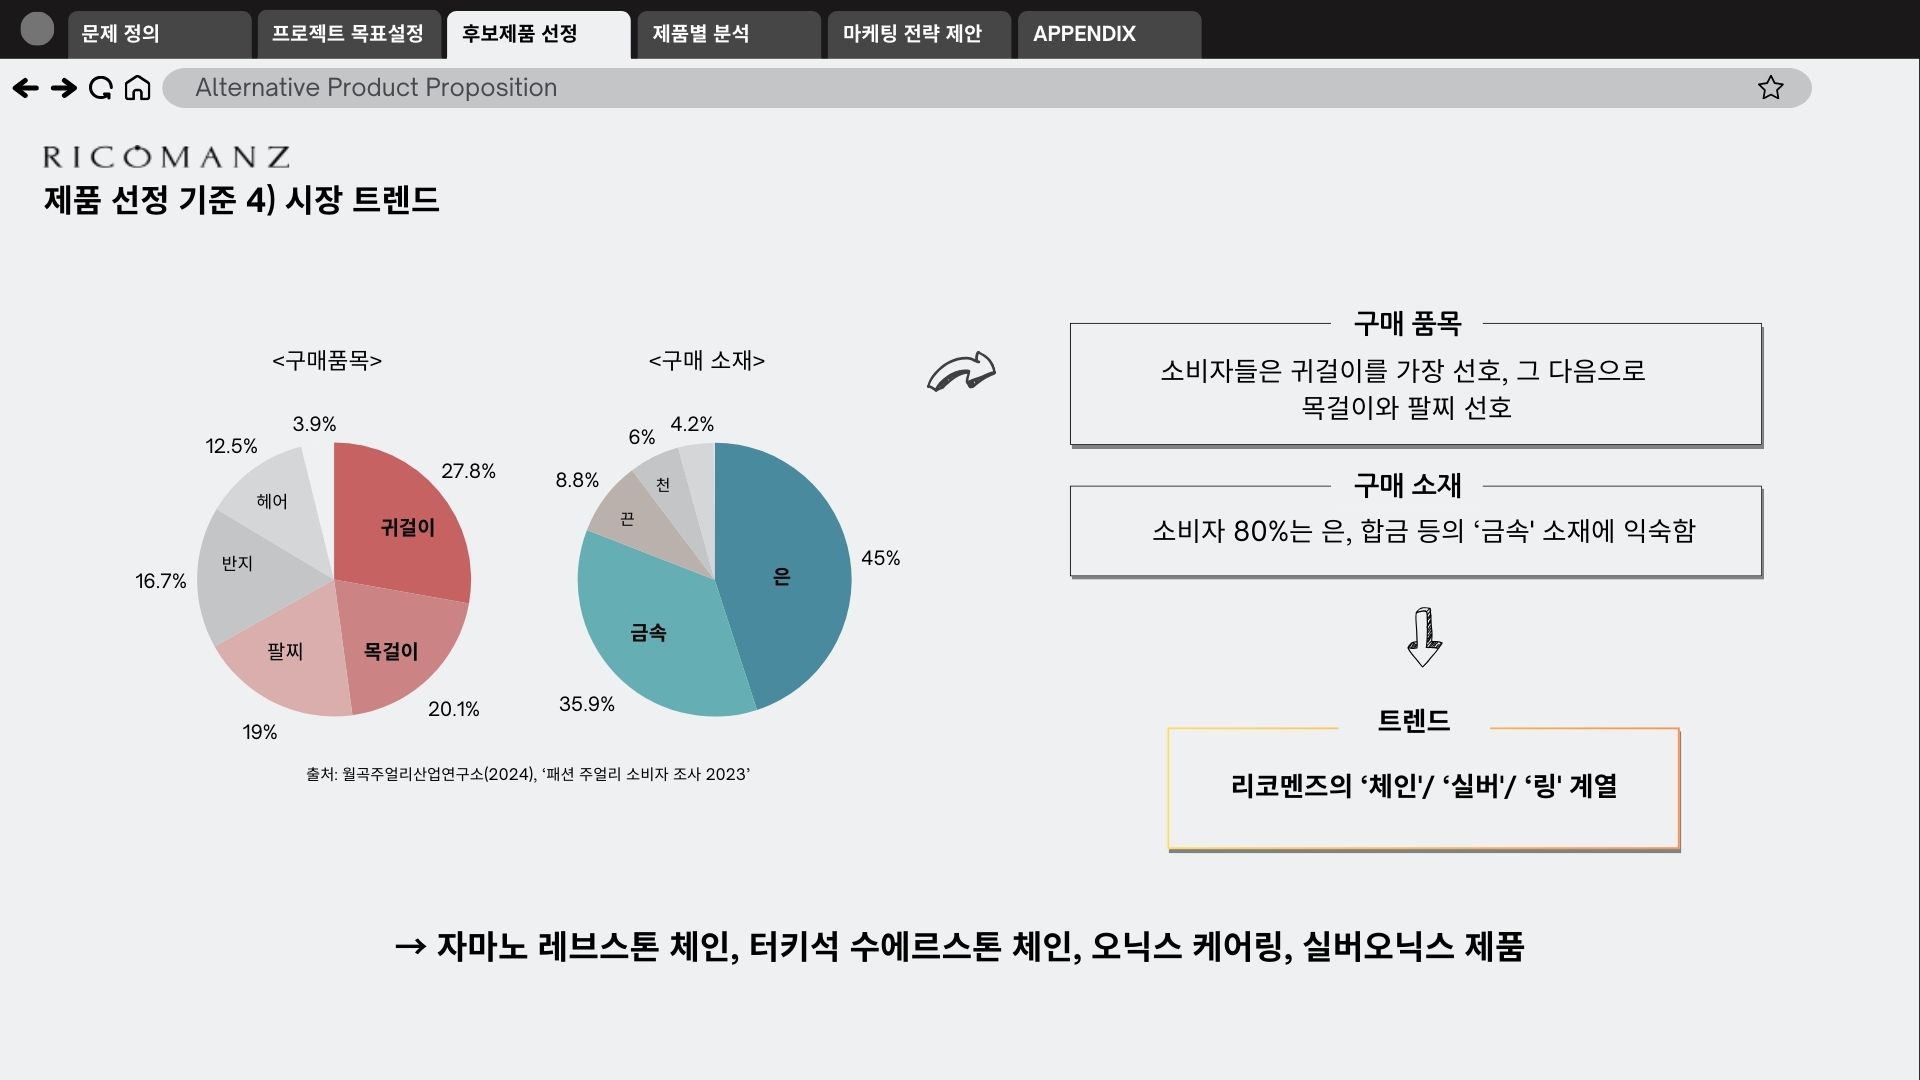 문제 정의
프로젝트 목표설정
후보제품 선정
제품별 분석
마케팅 전략 제안
APPENDIX
Alternative Product Proposition
RICOMANZ
제품 선정 기준 4) 시장 트렌드
<구매품목>
3.9%
12.5%
27.8%
헤어
귀걸이
반지
16.7%
팔찌
목걸이
20.1%
19%
<구매 소재>
4.2%
6%
8.8%
천
끈
45%
은
금속
35.9%
출처: 월곡주얼리산업연구소(2024), ‘패션 주얼리 소비자 조사 2023’
구매 품목
소비자들은 귀걸이를 가장 선호, 그 다음으로
목걸이와 팔찌 선호
구매 소재
소비자 80%는 은, 합금 등의 ‘금속' 소재에 익숙함
트렌드
리코멘즈의 ‘체인'/ ‘실버'/ ‘링' 계열
→ 자마노 레브스톤 체인, 터키석 수에르스톤 체인, 오닉스 케어링, 실버오닉스 제품